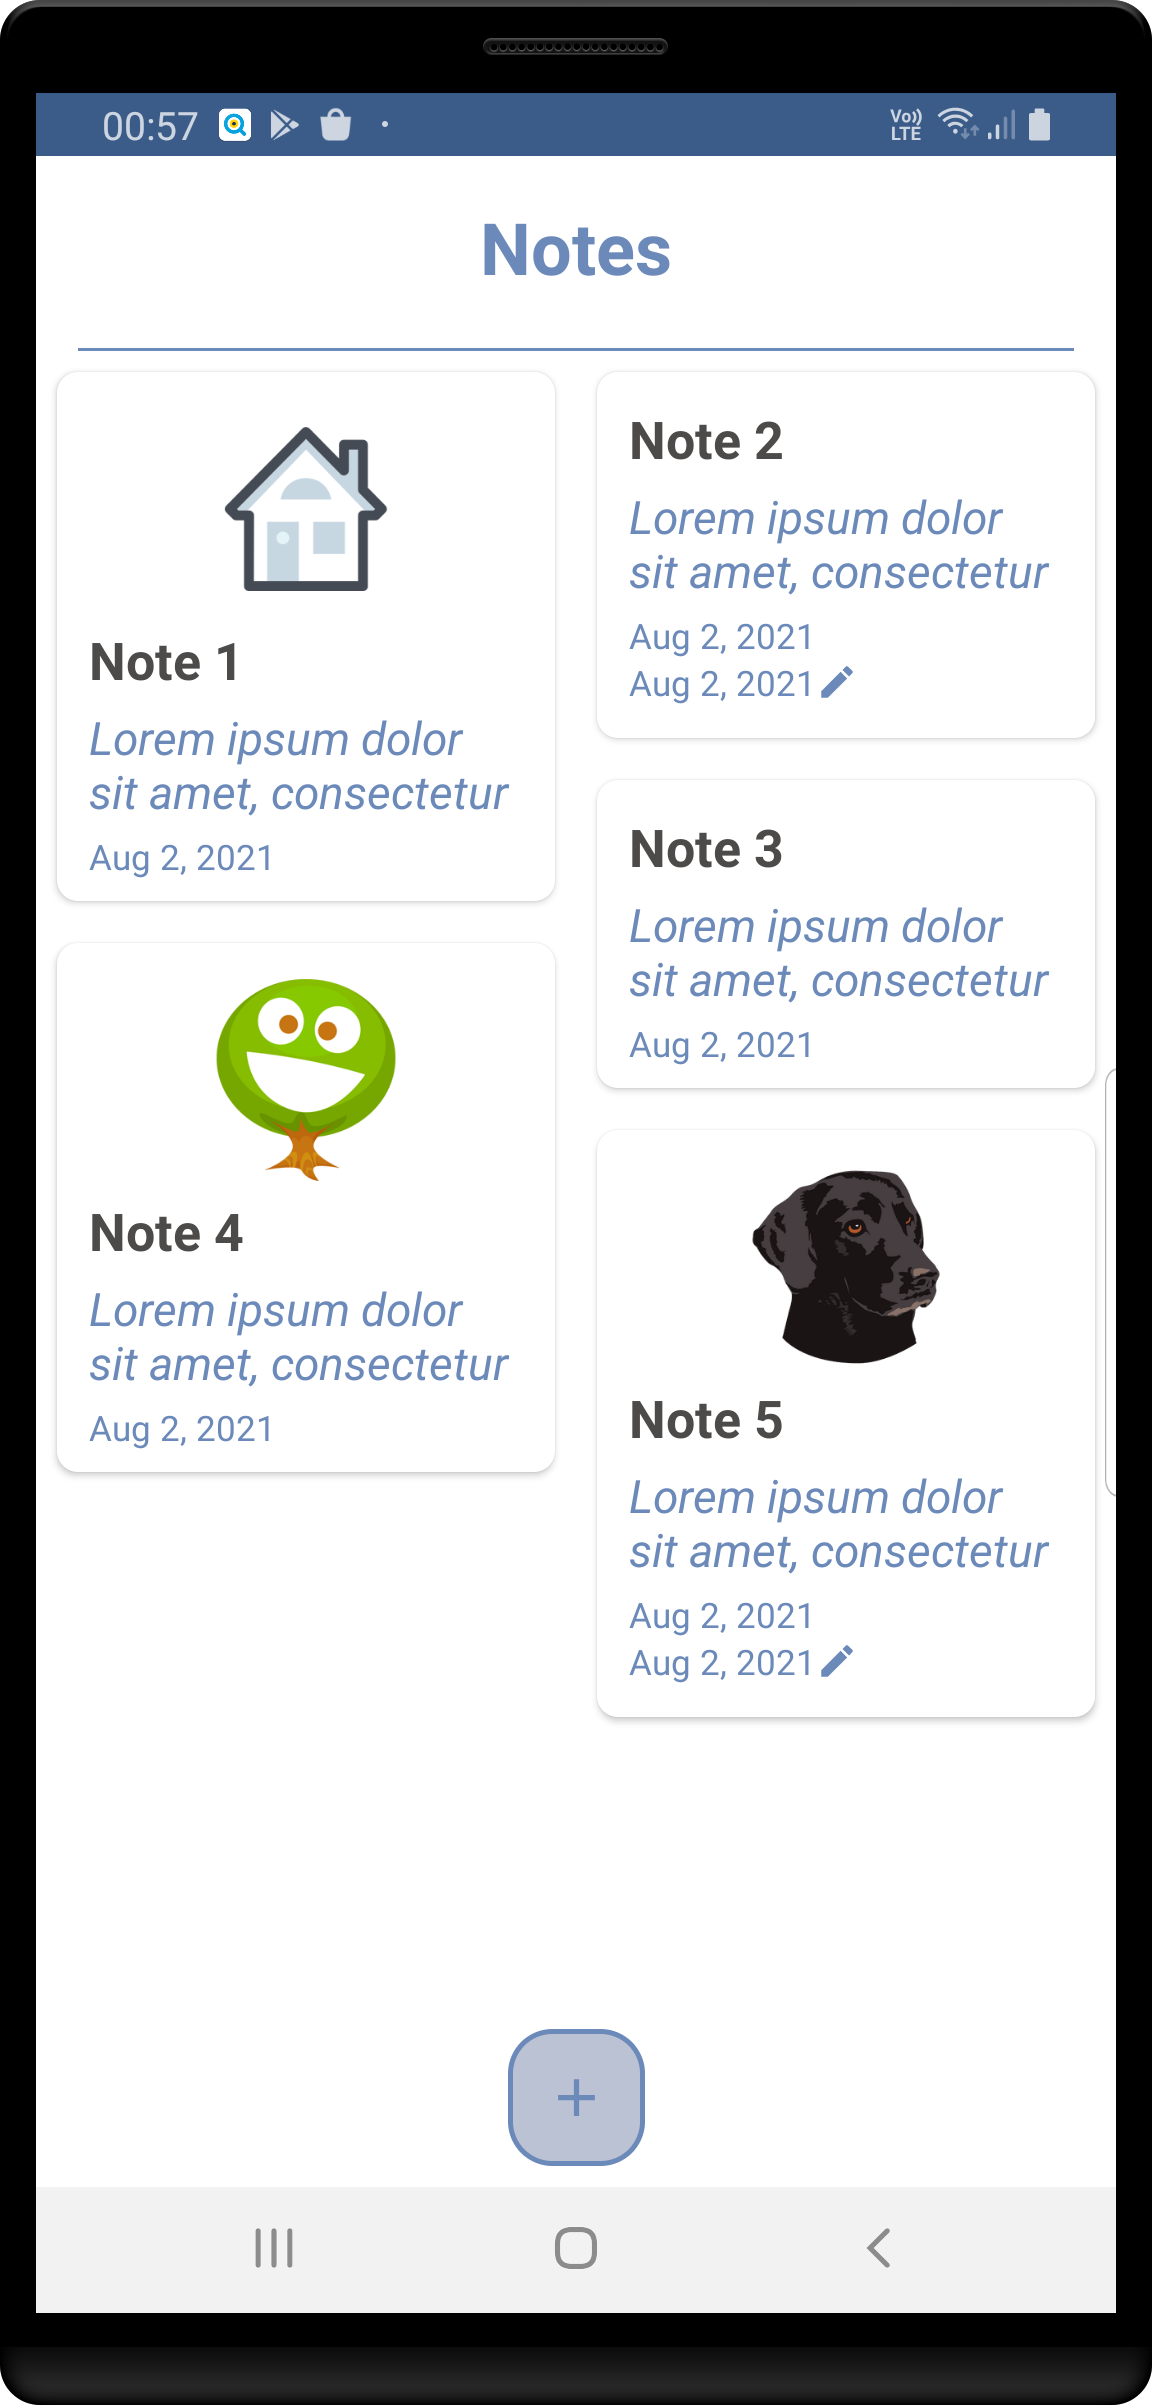 00:57
Vo)) LTE
Notes
Note 1
Lorem ipsum dolor
sit amet, consectetur
Aug 2, 2021
Note 2
Lorem ipsum dolor
sit amet, consectetur
Aug 2, 2021
Aug 2, 2021
Note 3
Lorem ipsum dolor
sit amet, consectetur
Aug 2, 2021
Note 4
Lorem ipsum dolor
sit amet, consectetur
Aug 2, 2021
Note 5
Lorem ipsum dolor
sit amet, consectetur
Aug 2, 2021
Aug 2, 2021
+